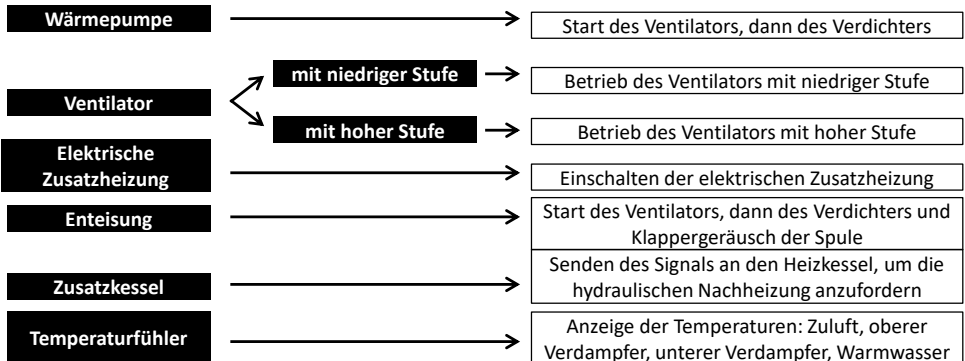 Wärmepumpe
Start des Ventilators, dann des Verdichters
Ventilator
mit niedriger Stufe
Betrieb des Ventilators mit niedriger Stufe
mit hoher Stufe
Betrieb des Ventilators mit hoher Stufe
Elektrische
Zusatzheizung
Einschalten der elektrischen Zusatzheizung
Enteisung
Start des Ventilators, dann des Verdichters und
Klappergeräusch der Spule
Zusatzkessel
Senden des Signals an den Heizkessel, um die
hydraulischen Nachheizung anzufordern
Temperaturfühler
Anzeige der Temperaturen: Zuluft, oberer
Verdampfer, unterer Verdampfer, Warmwasser